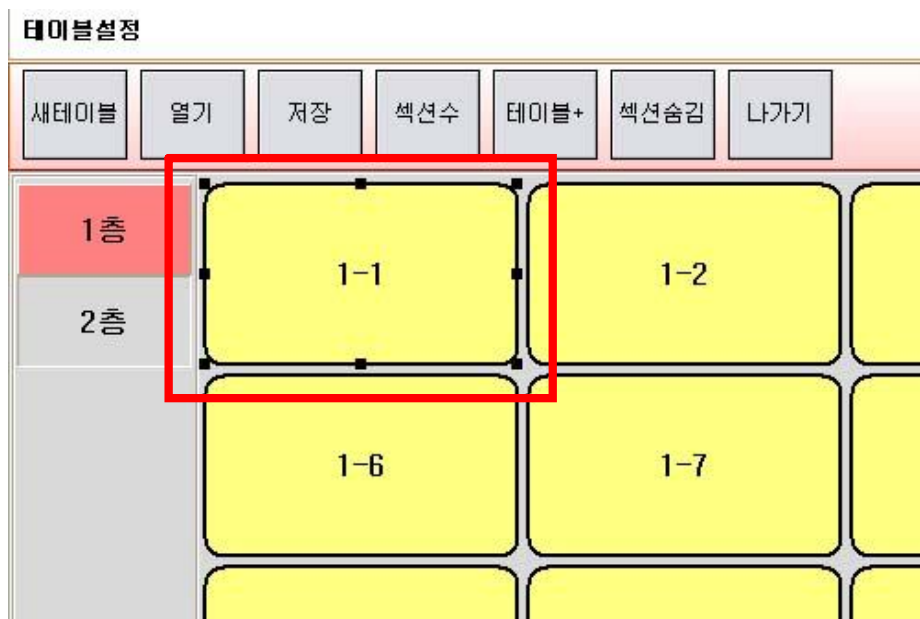 테이블설정
새테이블 열기 저장 섹션수 테이블+ 섹션숨김 나가기
1층
2층
1-1 1-2
1-6 1-7